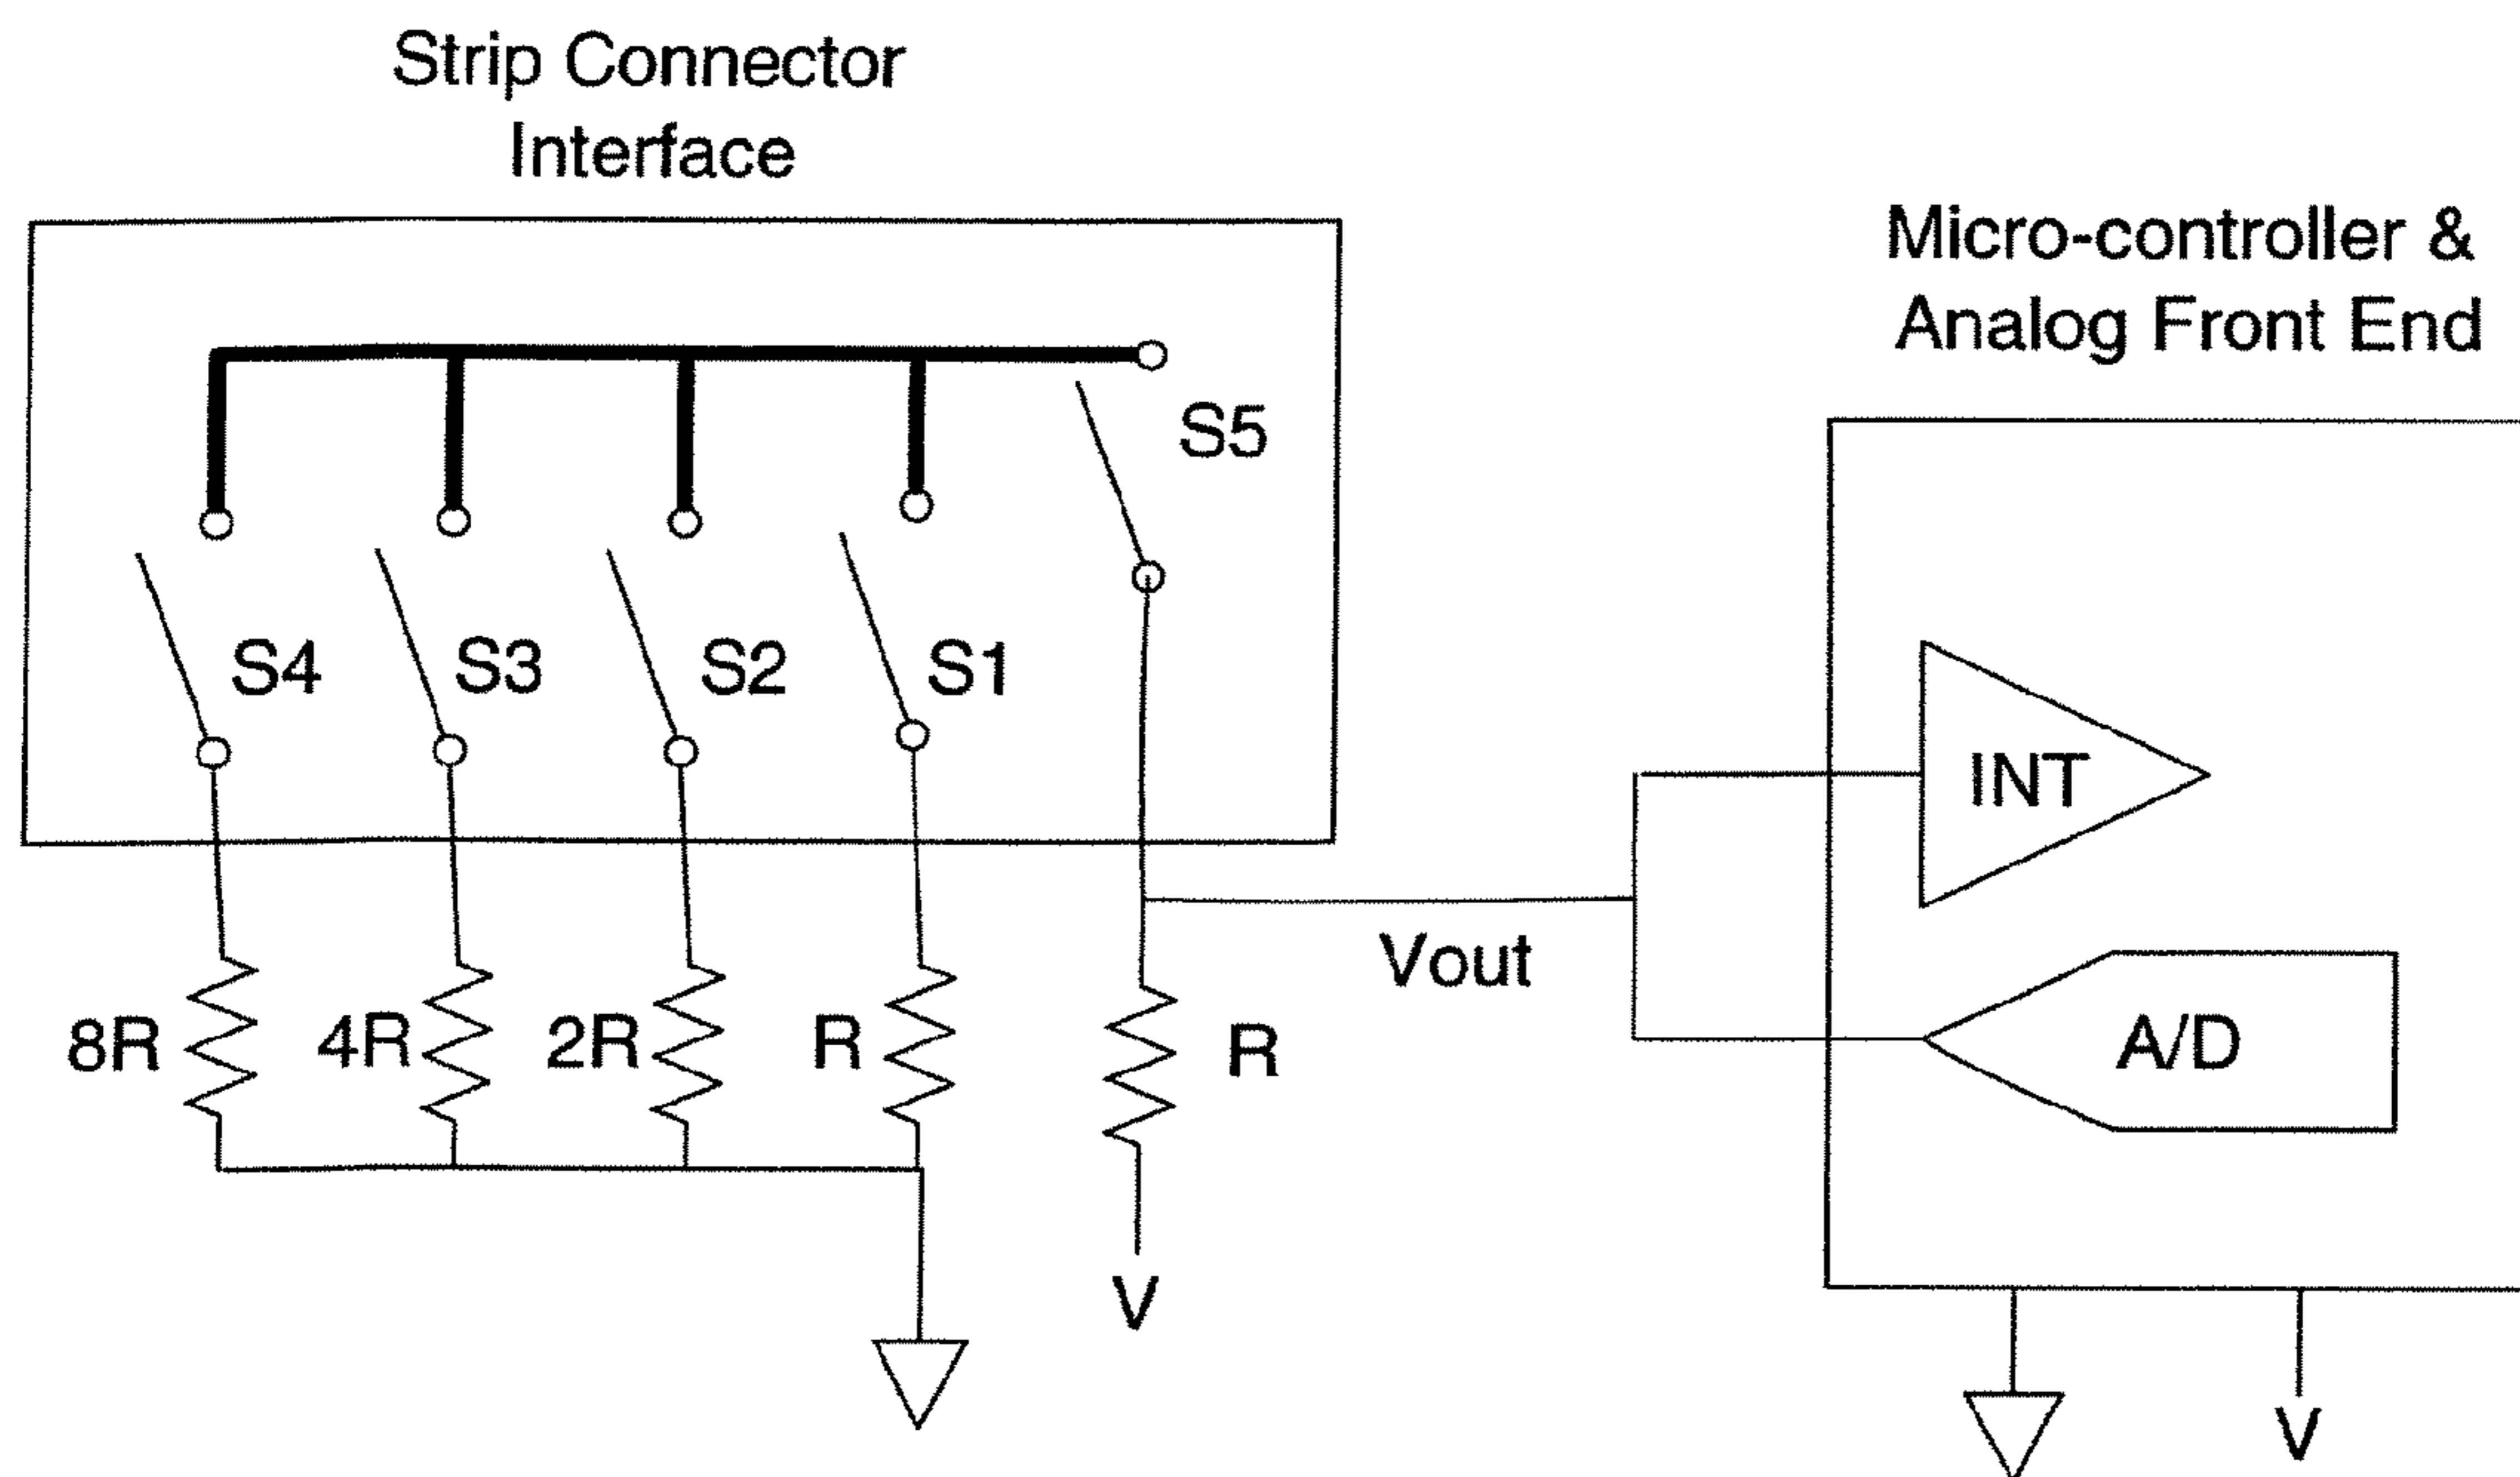 Strip Connector
Interface
Micro-controller &
Analog Front End
S5
S4
S3
S2
S1
INT
Vout
8R
4R
2R
R
R
A/D
V
V